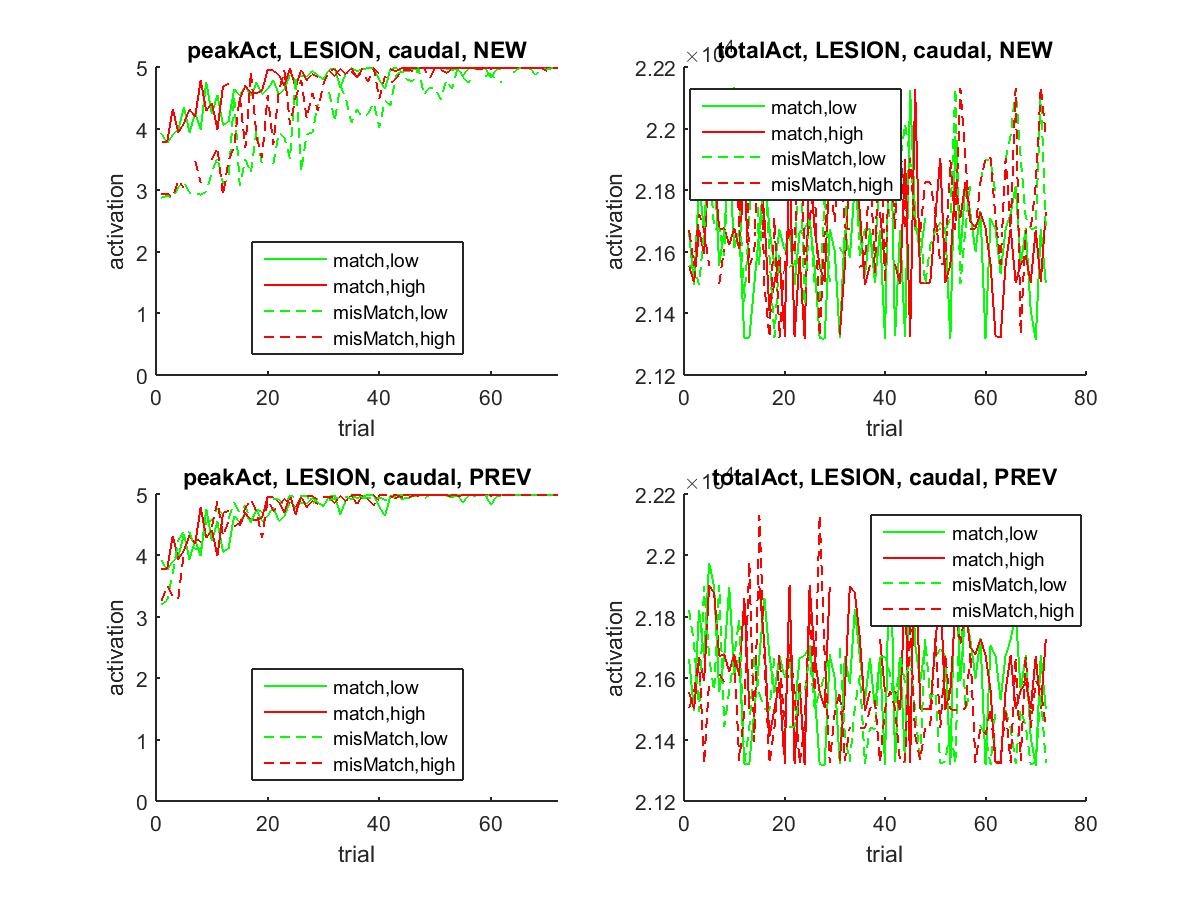 peakAct, LESION, caudal, NEW
5
4
3
2
1
0
activation
match,low
match,high
misMatch,low
misMatch,high
0 20 40 60
trial
×10⁴
totalAct, LESION, caudal, NEW
2.22
2.2
2.18
2.16
2.14
2.12
activation
match,low
match,high
misMatch,low
misMatch,high
0 20 40 60 80
trial
peakAct, LESION, caudal, PREV
5
4
3
2
1
0
activation
match,low
match,high
misMatch,low
misMatch,high
0 20 40 60
trial
×10⁴
totalAct, LESION, caudal, PREV
2.22
2.2
2.18
2.16
2.14
2.12
activation
match,low
match,high
misMatch,low
misMatch,high
0 20 40 60 80
trial